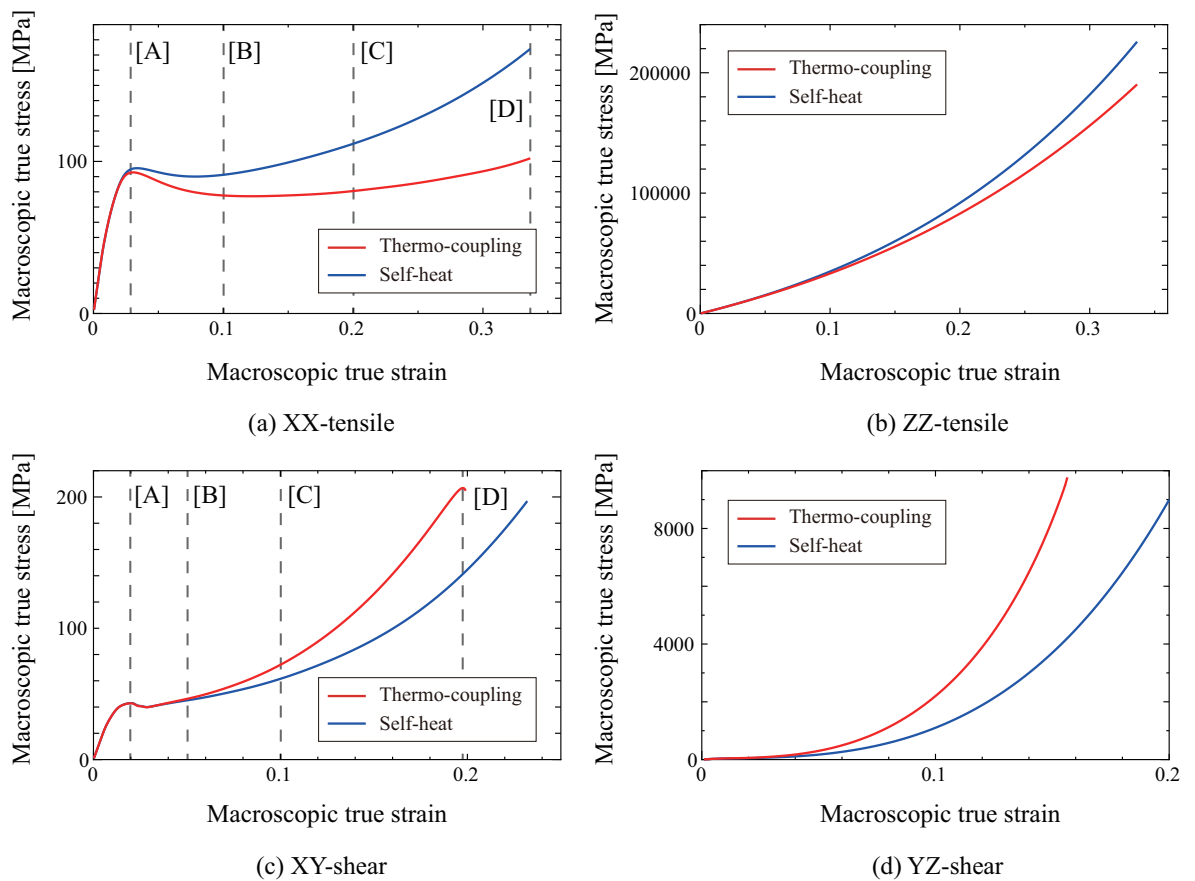 Macroscopic true stress [MPa]
[A]
[B]
[C]
[D]
100
0
Thermo-coupling
Self-heat
0
0.1
0.2
0.3
Macroscopic true strain
(a) XX-tensile
Macroscopic true stress [MPa]
200000
100000
0
Thermo-coupling
Self-heat
0
0.1
0.2
0.3
Macroscopic true strain
(b) ZZ-tensile
Macroscopic true stress [MPa]
[A]
[B]
[C]
[D]
200
100
0
Thermo-coupling
Self-heat
0
0.1
0.2
Macroscopic true strain
(c) XY-shear
Macroscopic true stress [MPa]
8000
4000
0
Thermo-coupling
Self-heat
0
0.1
0.2
Macroscopic true strain
(d) YZ-shear